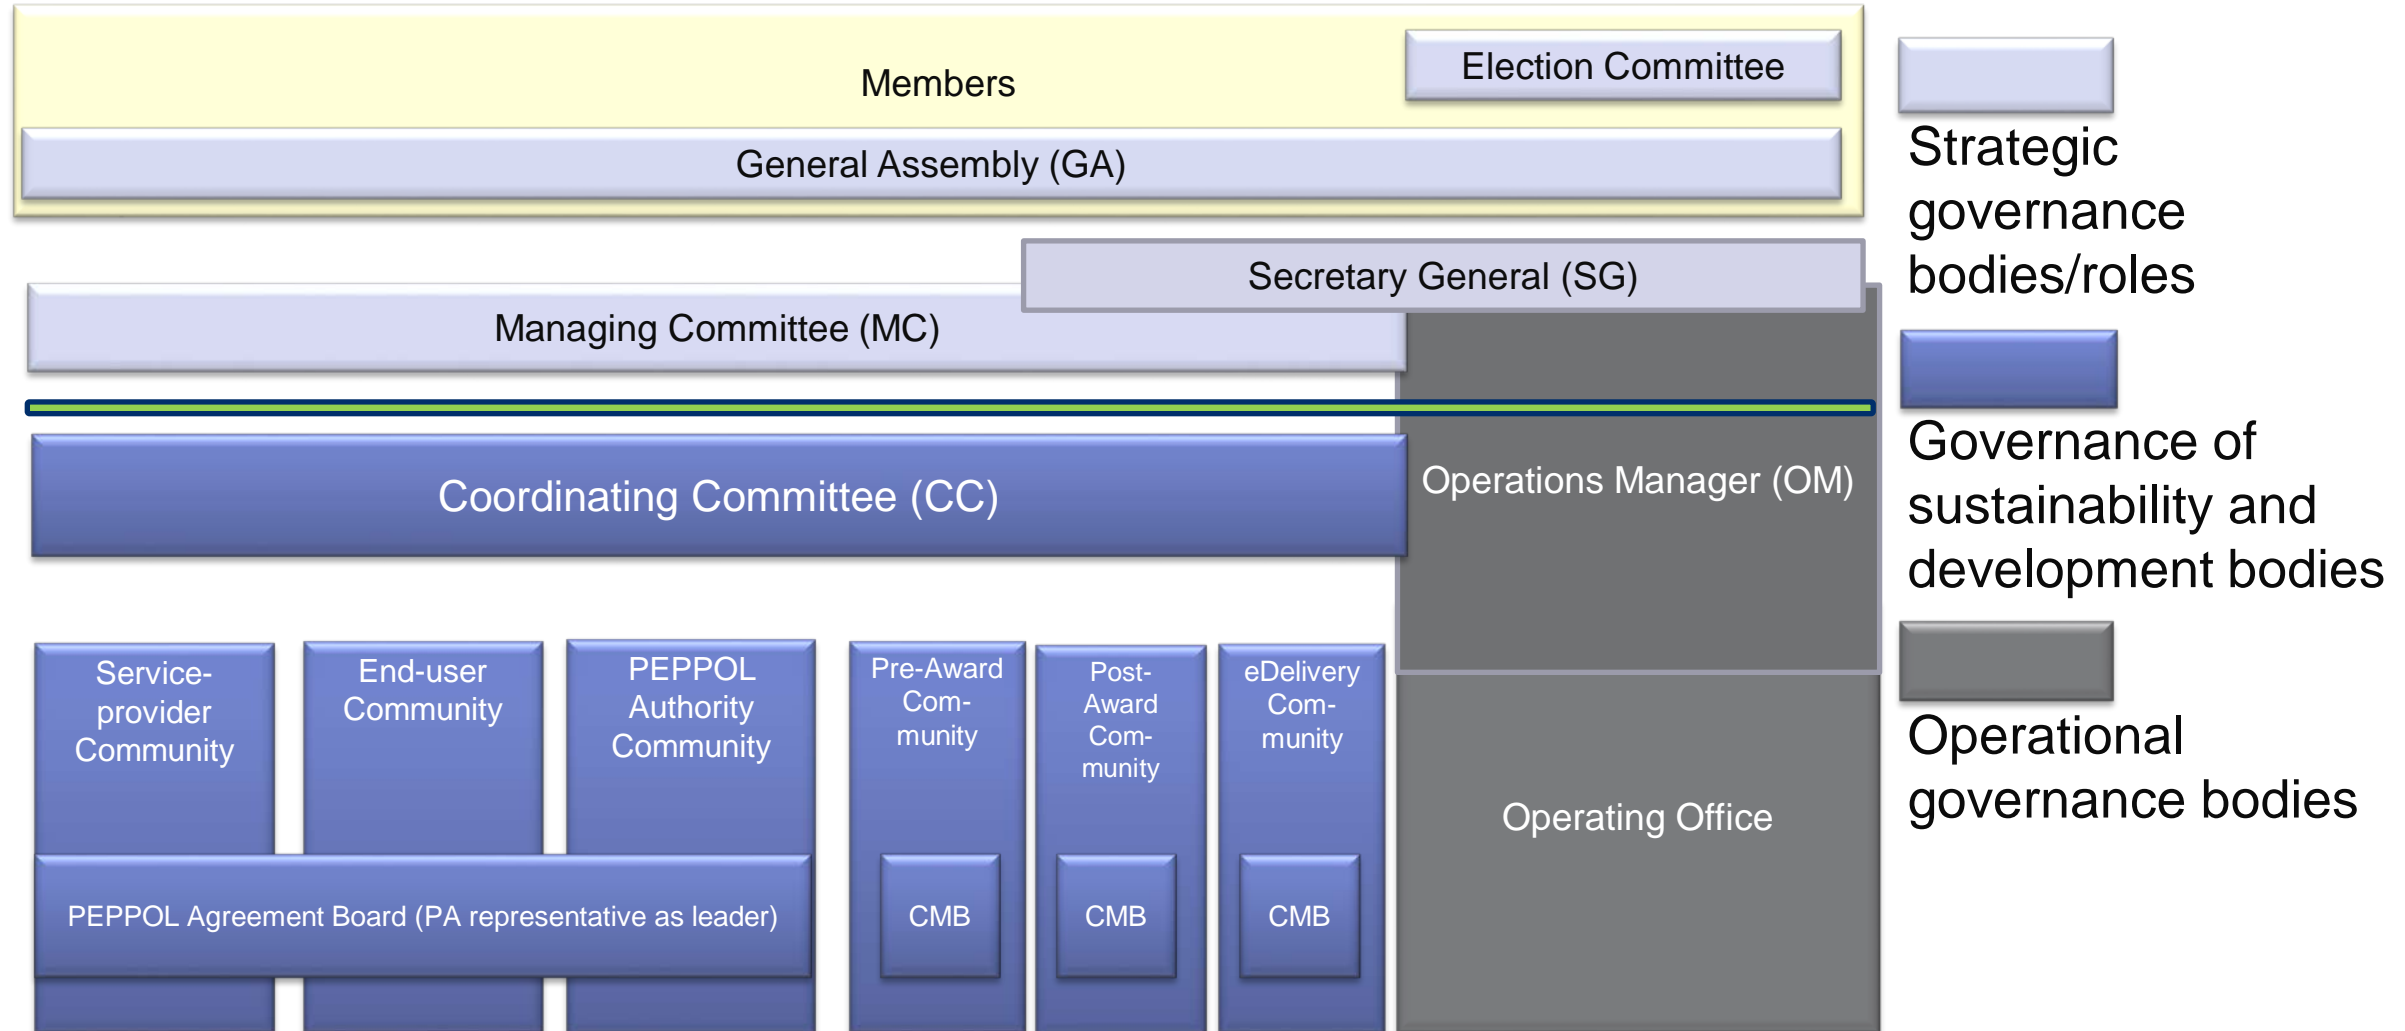 Members
Election Committee
General Assembly (GA)
Secretary General (SG)
Managing Committee (MC)
Coordinating Committee (CC)
Operations Manager (OM)
Service-
provider
Community
End-user
Community
PEPPOL
Authority
Community
Pre-Award
Com-
munity
Post-
Award
Com-
munity
eDelivery
Com-
munity
Operating Office
PEPPOL Agreement Board (PA representative as leader)
CMB
CMB
CMB
Strategic
governance
bodies/roles
Governance of
sustainability and
development bodies
Operational
governance bodies